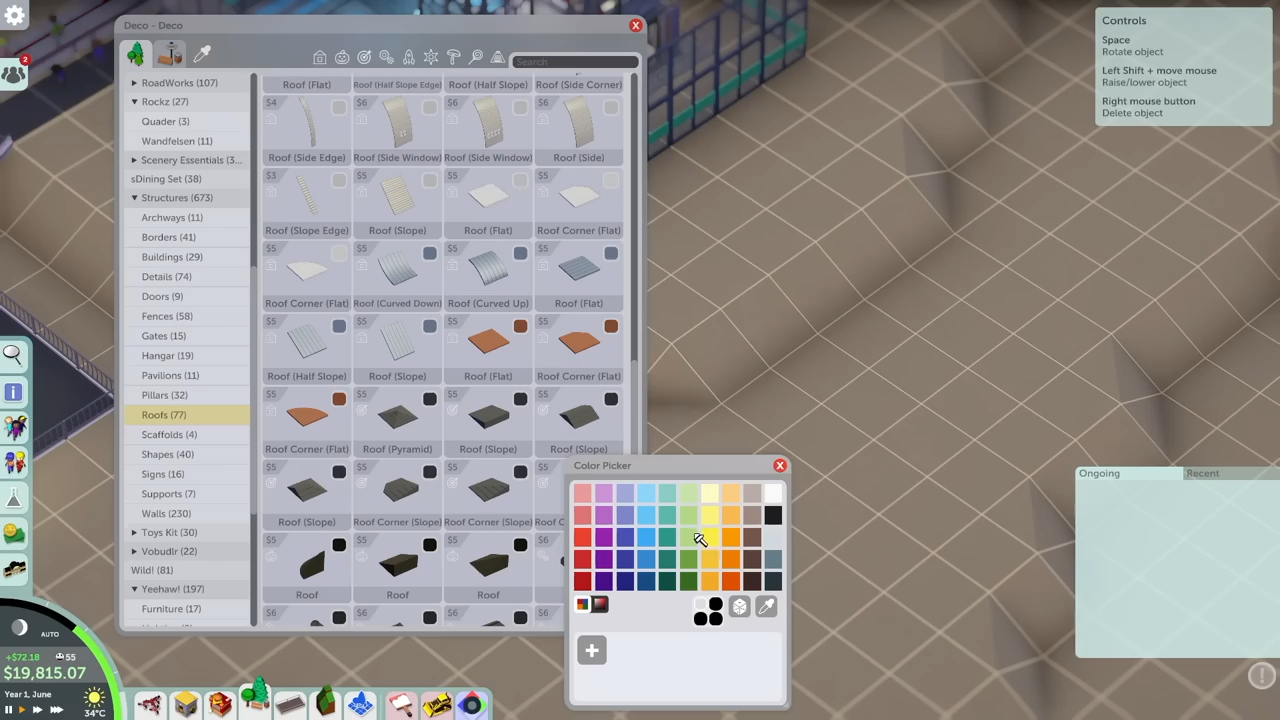 Deco - Deco
Search
RoadWorks (107)
Rockz (27)
Quader (3)
Wandfelsen (11)
Scenery Essentials (3...
sDining Set (38)
Structures (673)
Archways (11)
Borders (41)
Buildings (29)
Details (74)
Doors (9)
Fences (58)
Gates (15)
Hangar (19)
Pavilions (11)
Pillars (32)
Roofs (77)
Scaffolds (4)
Shapes (40)
Signs (16)
Supports (7)
Walls (230)
Toys Kit (30)
Vobudlr (22)
Wild! (81)
Yeehaw! (197)
Furniture (17)
Roof (Flat) Roof (Half Slope Edge) Roof (Half Slope) Roof (Side Corner)
$4 $6 $6 $6
Roof (Side Edge) Roof (Side Window) Roof (Side Window) Roof (Side)
$3 $5 $5 $5
Roof (Slope Edge) Roof (Slope) Roof (Flat) Roof Corner (Flat)
$5 $5 $5 $5
Roof Corner (Flat) Roof (Curved Down) Roof (Curved Up) Roof (Flat)
$5 $5 $5 $5
Roof (Half Slope) Roof (Slope) Roof (Flat) Roof Corner (Flat)
$5 $5 $5 $5
Roof Corner (Flat) Roof (Pyramid) Roof (Slope) Roof (Slope)
$5 $5 $5 $5
Roof (Slope) Roof Corner (Slope) Roof Corner (Slope)
$5 $5 $5 $6
Roof Roof Roof
$6 $6 $6 $6
Color Picker
Controls
Space
Rotate object
Left Shift + move mouse
Raise/lower object
Right mouse button
Delete object
Ongoing
Recent
2
AUTO
+$72.18 55
$19,815.07
Year 1, June
34°C